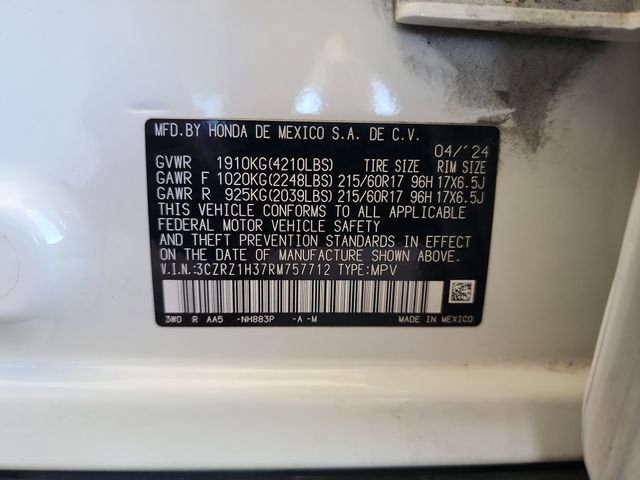 MFD.BY HONDA DE MEXICO S.A. DE C.V.
04/'24
GVWR 1910KG(4210LBS) TIRE SIZE RIM SIZE
GAWR F 1020KG(2248LBS) 215/60R17 96H 17X6.5J
GAWR R 925KG(2039LBS) 215/60R17 96H 17X6.5J
THIS VEHICLE CONFORMS TO ALL APPLICABLE
FEDERAL MOTOR VEHICLE SAFETY
AND THEFT PREVENTION STANDARDS IN EFFECT
ON THE DATE OF MANUFACTURE SHOWN ABOVE.
V.I.N.:3CZRZ1H37RM757712 TYPE:MPV
3W0 R AA5 -NH883P -A -M MADE IN MEXICO